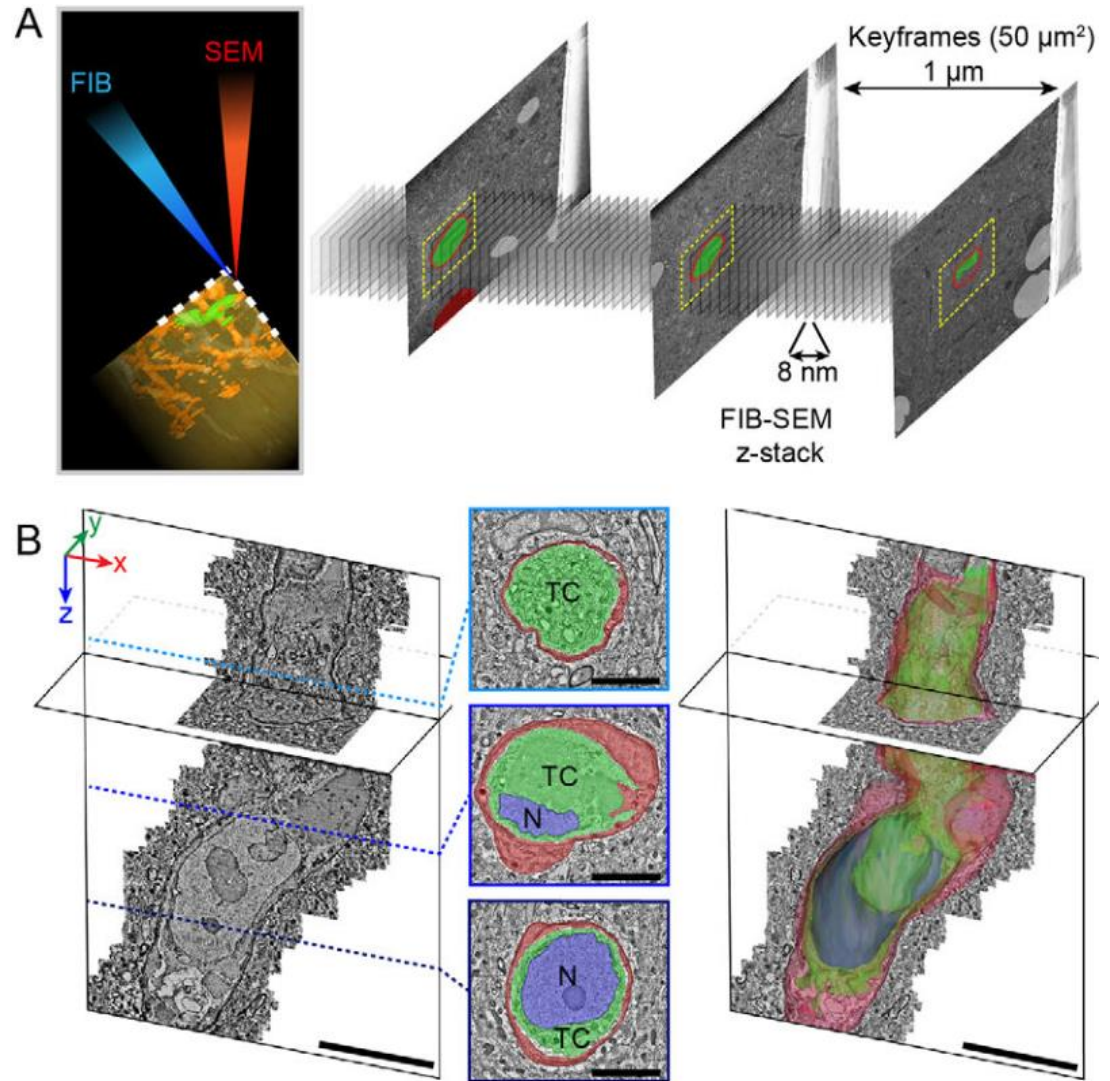 A
FIB
SEM
Keyframes (50 µm²)
1 µm
8 nm
FIB-SEM
z-stack
B
y
x
z
TC
TC
N
N
TC